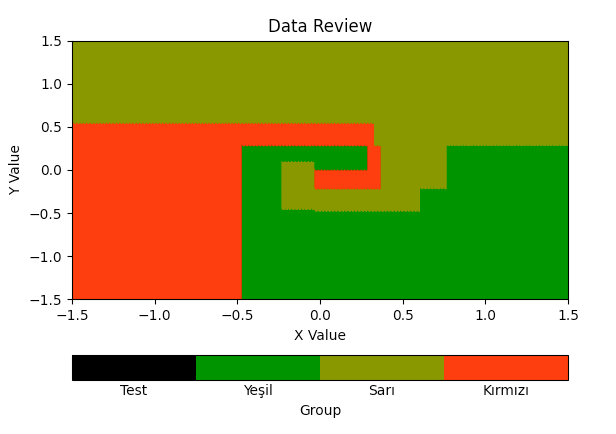 Data Review
1.5
1.0
0.5
0.0
−0.5
−1.0
−1.5
Y Value
−1.5 −1.0 −0.5 0.0 0.5 1.0 1.5
X Value
Test Yeşil Sarı Kırmızı
Group